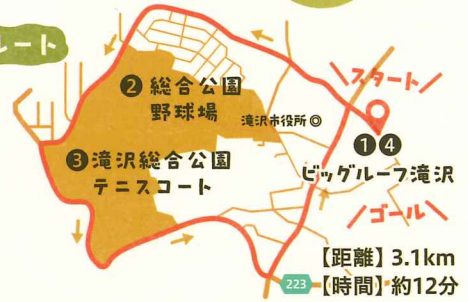 ルート
スタート
❷ 総合公園
野球場
滝沢市役所◎
❶❹
ビッグルーフ滝沢
❸滝沢総合公園
テニスコート
ゴール
【距離】3.1km
223
【時間】約12分